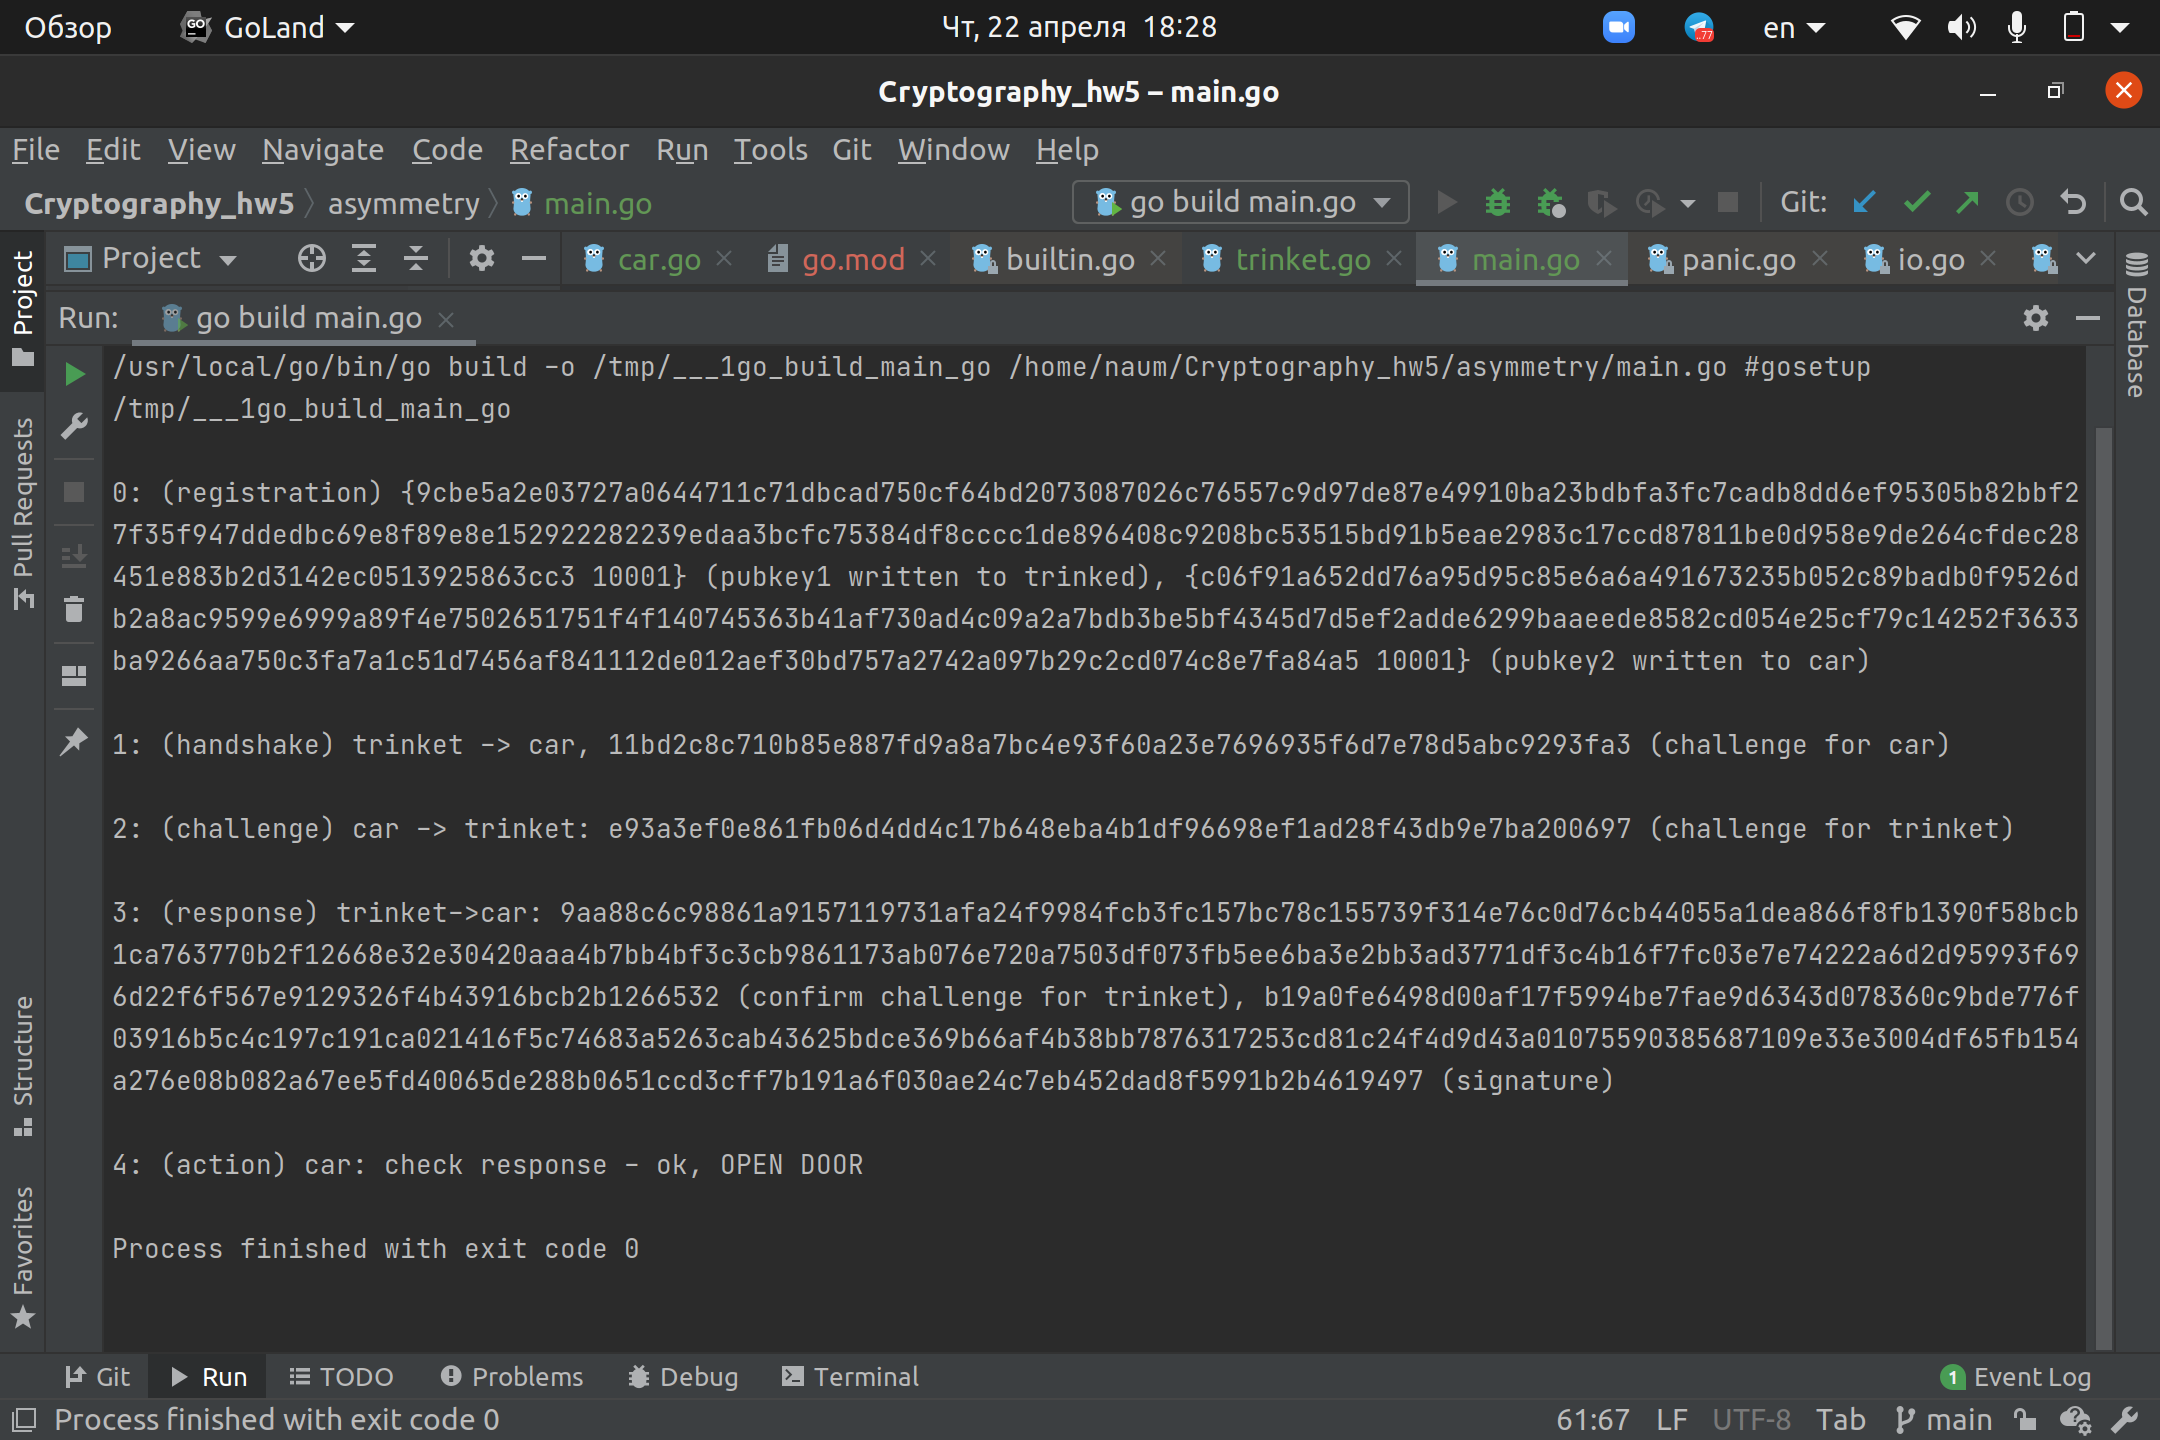 Обзор GoLand Чт, 22 апреля 18:28 ..77 en
Cryptography_hw5 – main.go
File Edit View Navigate Code Refactor Run Tools Git Window Help
Cryptography_hw5 asymmetry main.go go build main.go Git:
Project car.go go.mod builtin.go trinket.go main.go panic.go io.go
Run: go build main.go
/usr/local/go/bin/go build -o /tmp/___1go_build_main_go /home/naum/Cryptography_hw5/asymmetry/main.go #gosetup
/tmp/___1go_build_main_go
0: (registration) {9cbe5a2e03727a0644711c71dbcad750cf64bd2073087026c76557c9d97de87e49910ba23bdbfa3fc7cadb8dd6ef95305b82bbf2
7f35f947ddedbc69e8f89e8e152922282239edaa3bcfc75384df8cccc1de896408c9208bc53515bd91b5eae2983c17ccd87811be0d958e9de264cfdec28
451e883b2d3142ec0513925863cc3 10001} (pubkey1 written to trinked), {c06f91a652dd76a95d95c85e6a6a491673235b052c89badb0f9526d
b2a8ac9599e6999a89f4e7502651751f4f140745363b41af730ad4c09a2a7bdb3be5bf4345d7d5ef2adde6299baaeede8582cd054e25cf79c14252f3633
ba9266aa750c3fa7a1c51d7456af841112de012aef30bd757a2742a097b29c2cd074c8e7fa84a5 10001} (pubkey2 written to car)
1: (handshake) trinket -> car, 11bd2c8c710b85e887fd9a8a7bc4e93f60a23e7696935f6d7e78d5abc9293fa3 (challenge for car)
2: (challenge) car -> trinket: e93a3ef0e861fb06d4dd4c17b648eba4b1df96698ef1ad28f43db9e7ba200697 (challenge for trinket)
3: (response) trinket->car: 9aa88c6c98861a9157119731afa24f9984fcb3fc157bc78c155739f314e76c0d76cb44055a1dea866f8fb1390f58bcb
1ca763770b2f12668e32e30420aaa4b7bb4bf3c3cb9861173ab076e720a7503df073fb5ee6ba3e2bb3ad3771df3c4b16f7fc03e7e74222a6d2d95993f69
6d22f6f567e9129326f4b43916bcb2b1266532 (confirm challenge for trinket), b19a0fe6498d00af17f5994be7fae9d6343d078360c9bde776f
03916b5c4c197c191ca021416f5c74683a5263cab43625bdce369b66af4b38bb7876317253cd81c24f4d9d43a01075590385687109e33e3004df65fb154
a276e08b082a67ee5fd40065de288b0651ccd3cff7b191a6f030ae24c7eb452dad8f5991b2b4619497 (signature)
4: (action) car: check response - ok, OPEN DOOR
Process finished with exit code 0
Project
Pull Requests
Structure
Favorites
Database
Git Run TODO Problems Debug Terminal 1 Event Log
Process finished with exit code 0 61:67 LF UTF-8 Tab main